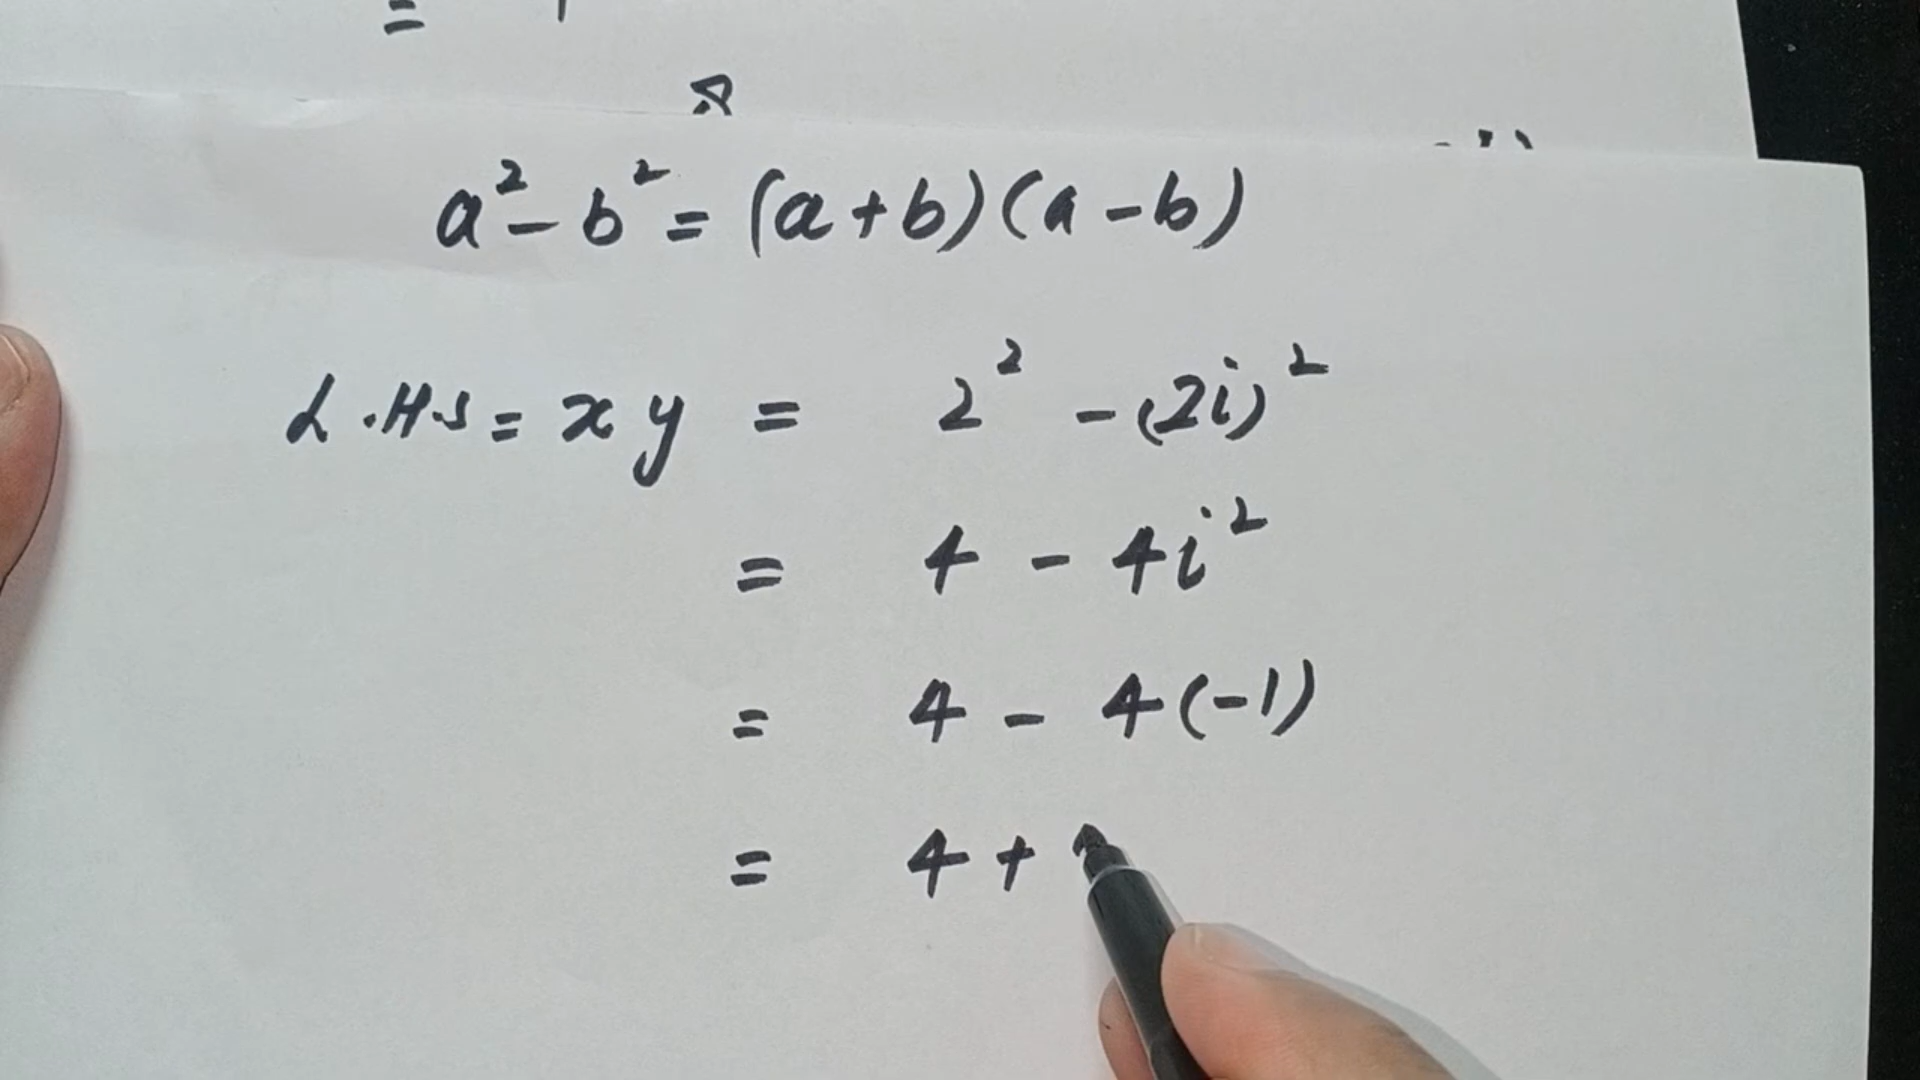 a² - b² = (a + b)(a - b)
L.H.S = xy = 2² - (2i)²
= 4 - 4i²
= 4 - 4(-1)
= 4 +